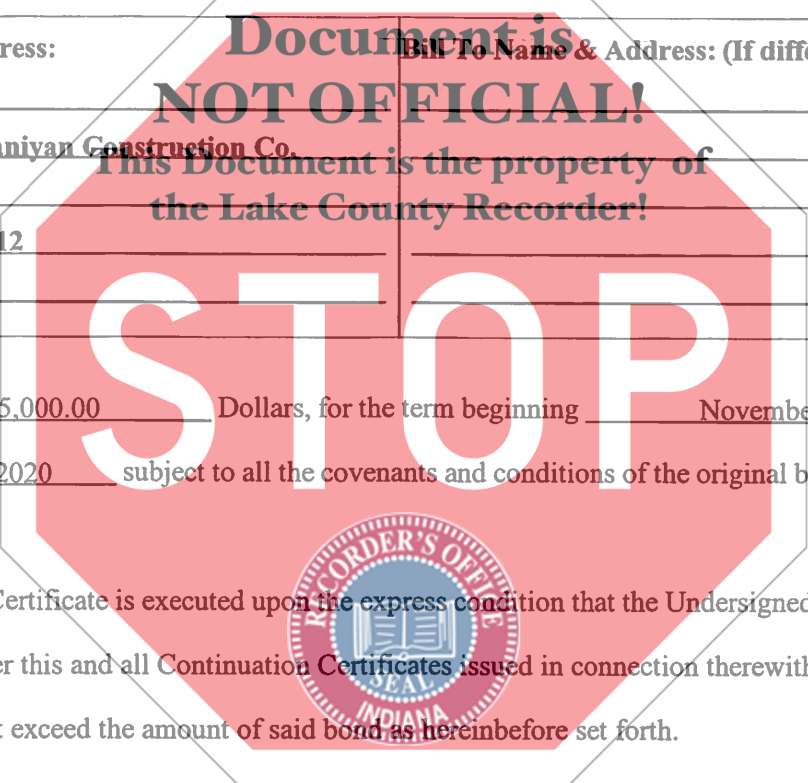 Document is
ress: Bill To Name & Address: (If diffe
NOT OFFICIAL!
niyan Construction Co.
This Document is the property of
the Lake County Recorder!
12
STOP
5,000.00 Dollars, for the term beginning Novembe
2020 subject to all the covenants and conditions of the original b
RECORDER'S OFFICE
Certificate is executed upon the express condition that the Undersigned
er this and all Continuation Certificates issued in connection therewith
SEAL
INDIANA
t exceed the amount of said bond as hereinbefore set forth.